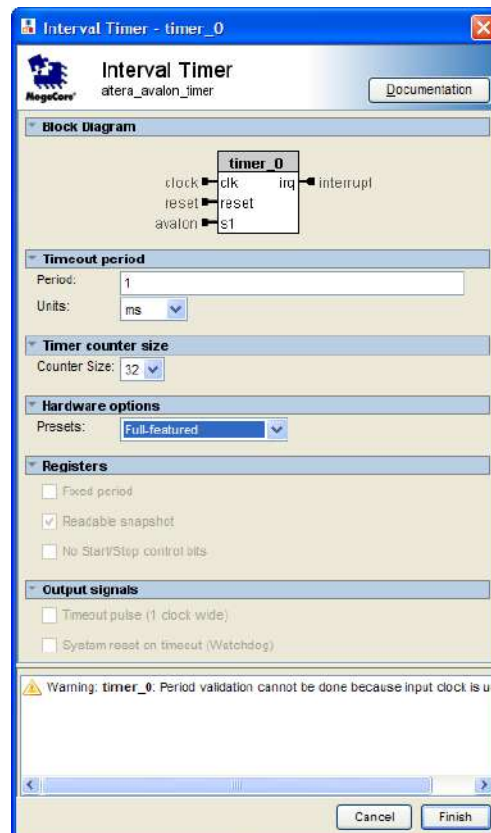 Interval Timer - timer_0
MegaCore®
Interval Timer
altera_avalon_timer
Documentation
Block Diagram
timer_0
clock clk irq interrupt
reset reset
avalon s1
Timeout period
Period: 1
Units: ms
Timer counter size
Counter Size: 32
Hardware options
Presets: Full-featured
Registers
Fixed period
Readable snapshot
No Start/Stop control bits
Output signals
Timeout pulse (1 clock wide)
System reset on timeout (Watchdog)
Warning: timer_0: Period validation cannot be done because input clock is u
Cancel Finish